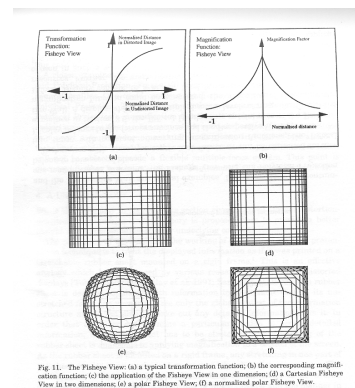 Transformation
Function:
Fisheye View
Normalized Distance
in Distorted Image
1
-1
1
Normalized Distance
in Undistorted Image
-1
(a)
Magnification
Function:
Fisheye View
Magnification Factor
-1
1
Normalized distance
(b)
(c)
(d)
(e)
(f)
Fig. 11. The Fisheye View: (a) a typical transformation function; (b) the corresponding magnifi-
cation function; (c) the application of the Fisheye View in one dimension; (d) a Cartesian Fisheye
View in two dimensions; (e) a polar Fisheye View; (f) a normalized polar Fisheye View.